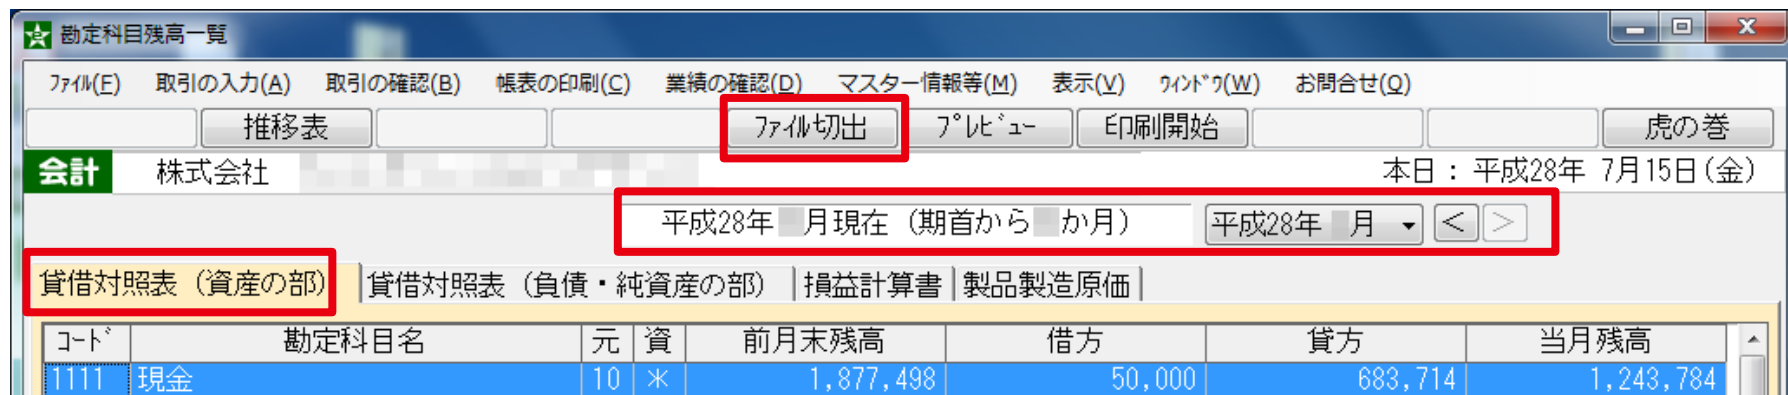 勘定科目残高一覧
ﾌｧｲﾙ(F) 取引の入力(A) 取引の確認(B) 帳表の印刷(C) 業績の確認(D) マスター情報等(M) 表示(V) ｳｨﾝﾄﾞｳ(W) お問合せ(Q)
推移表 ﾌｧｲﾙ切出 ﾌﾟﾚﾋﾞｭｰ 印刷開始 虎の巻
会計 株式会社 本日：平成28年 7月15日(金)
平成28年 月現在（期首から か月） 平成28年 月 < >
貸借対照表（資産の部） 貸借対照表（負債・純資産の部） 損益計算書 製品製造原価
ｺｰﾄﾞ 勘定科目名 元 資 前月末残高 借方 貸方 当月残高
1111 現金 10 ＊ 1,877,498 50,000 683,714 1,243,784